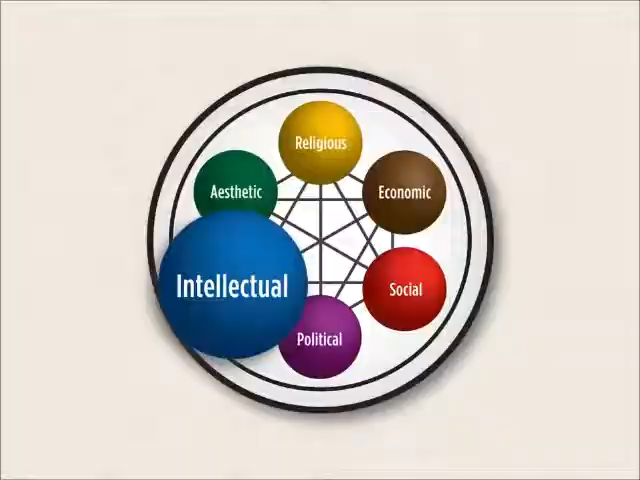 Religious
Aesthetic
Economic
Intellectual
Social
Political